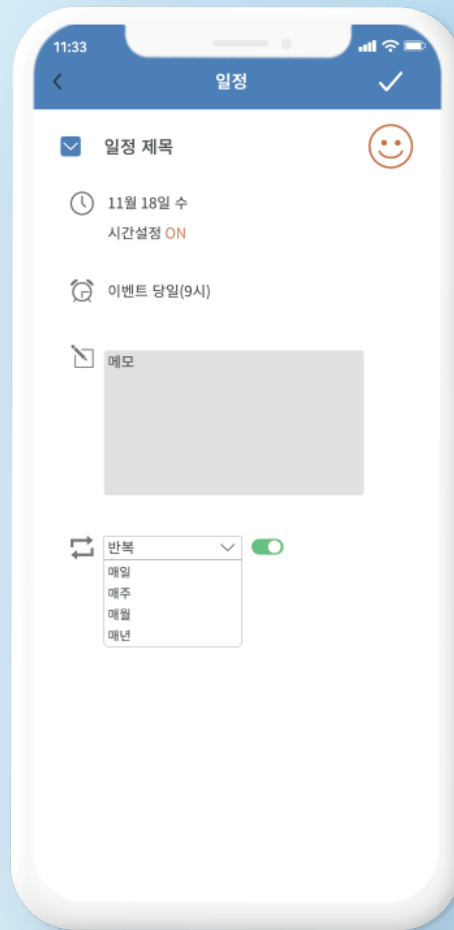 11:33
일정
일정 제목
11월 18일 수
시간설정 ON
이벤트 당일(9시)
메모
반복
매일
매주
매월
매년